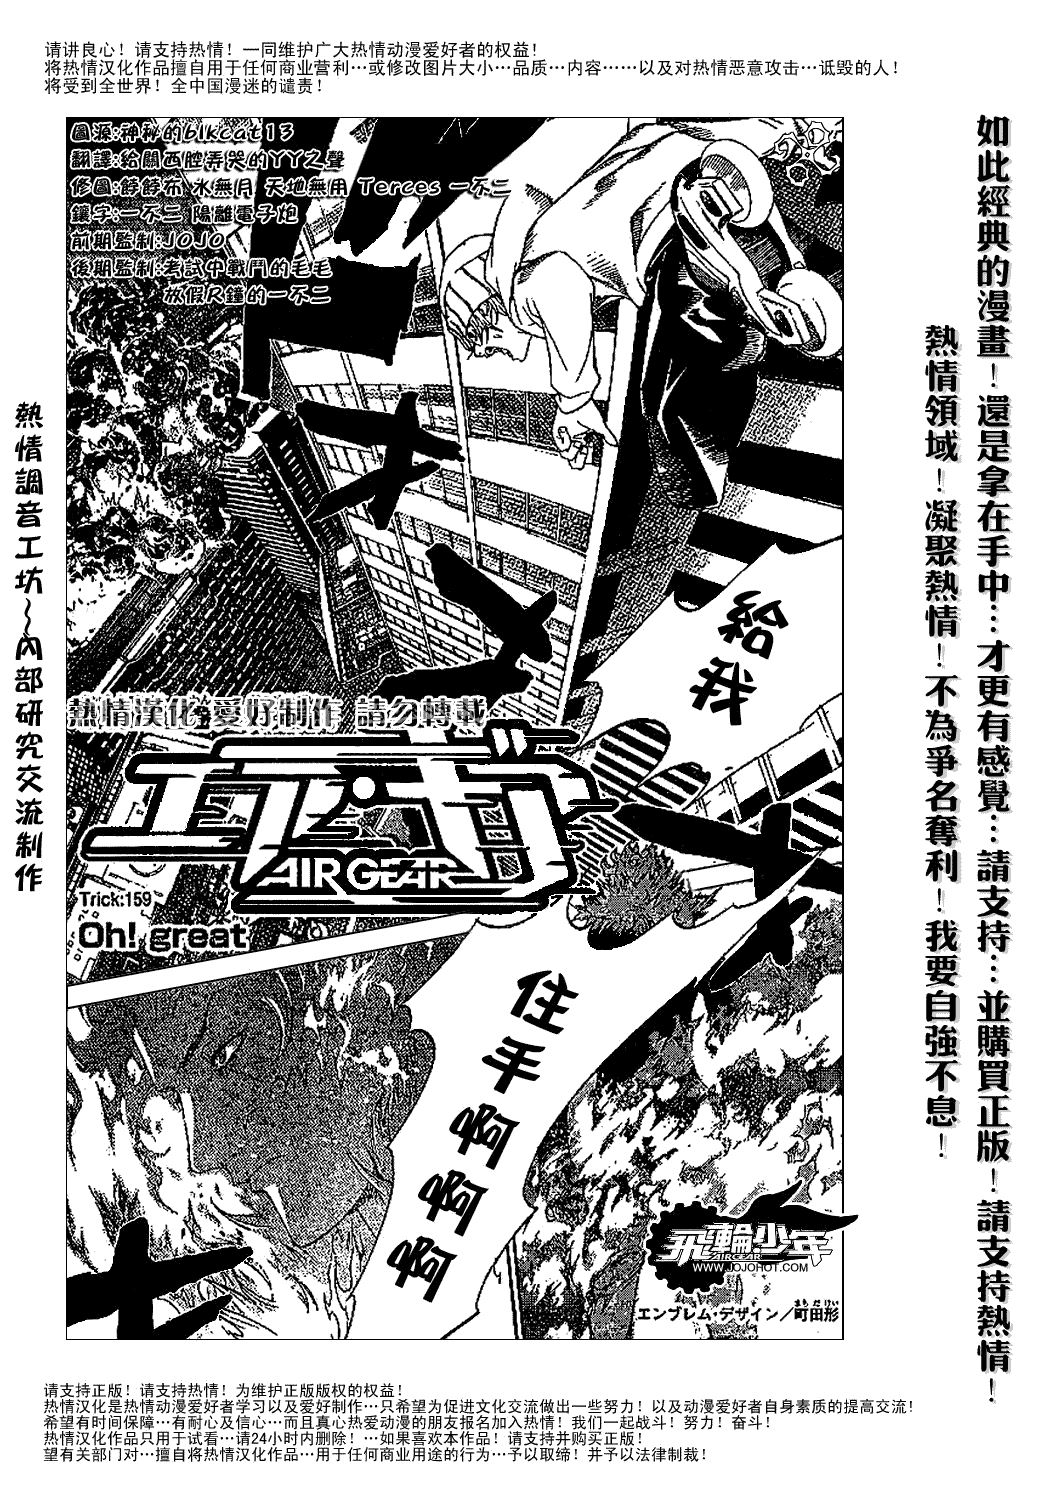 请讲良心！请支持热情！一同维护广大热情动漫爱好者的权益！
将热情汉化作品擅自用于任何商业营利…或修改图片大小…品质…内容……以及对热情恶意攻击…诋毁的人！
将受到全世界！全中国漫迷的谴责！
如此經典的漫畫！還是拿在手中…才更有感覺…請支持…並購買正版！請支持熱情！
熱情領域！凝聚熱情！不為爭名奪利！我要自強不息！
圖源:神秘的blkcat13
翻譯:給關西腔弄哭的YY之聲
修圖:餑餑布 水無月 天地無用 Terces 一不二
鑲字:一不二 陽離電子炮
前期監制:JOJO
後期監制:考試中戰鬥的毛毛
放假R鐘的一不二
給我
熱情漢化 愛好制作 請勿轉載
エア・ギア
AIR GEAR
Trick:159
Oh! great
住手啊啊啊啊
熱情調音工坊~內部研究交流制作
飛輪少年
AIRGEAR
WWW.JOJOHOT.COM
エンブレム・デザイン／町田形
请支持正版！请支持热情！为维护正版版权的权益！
热情汉化是热情动漫爱好者学习以及爱好制作…只希望为促进文化交流做出一些努力！以及动漫爱好者自身素质的提高交流！
希望有时间保障…有耐心及信心…而且真心热爱动漫的朋友报名加入热情！我们一起战斗！努力！奋斗！
热情汉化作品只用于试看…请24小时内删除！…如果喜欢本作品！请支持并购买正版！
望有关部门对…擅自将热情汉化作品…用于任何商业用途的行为…予以取缔！并予以法律制裁！